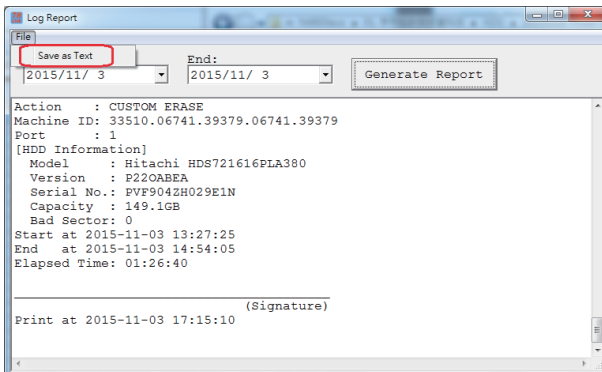 Log Report
File
Save as Text
End:
2015/11/ 3
2015/11/ 3
Generate Report
Action : CUSTOM ERASE
Machine ID: 33510.06741.39379.06741.39379
Port : 1
[HDD Information]
Model : Hitachi HDS721616PLA380
Version : P22OABEA
Serial No.: PVF904ZH029E1N
Capacity : 149.1GB
Bad Sector: 0
Start at 2015-11-03 13:27:25
End at 2015-11-03 14:54:05
Elapsed Time: 01:26:40
(Signature)
Print at 2015-11-03 17:15:10